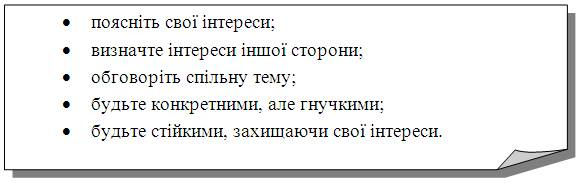 • поясніть свої інтереси;
• визначте інтереси іншої сторони;
• обговоріть спільну тему;
• будьте конкретними, але гнучкими;
• будьте стійкими, захищаючи свої інтереси.